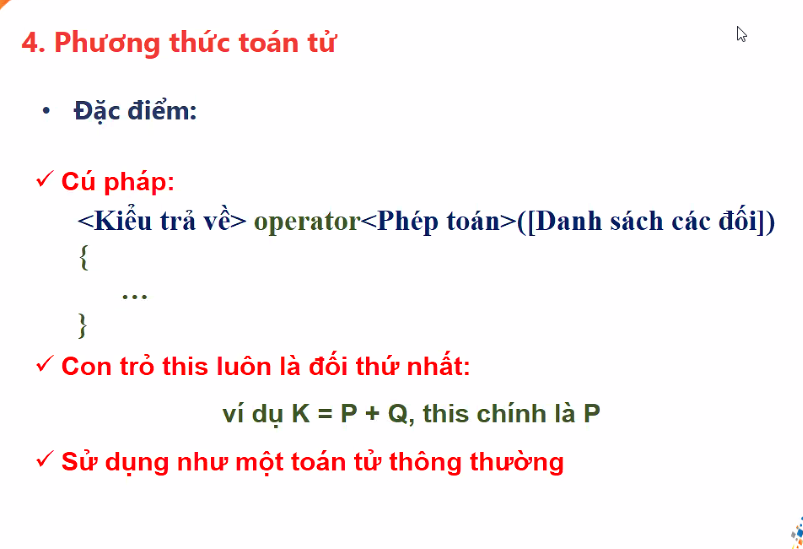 4. Phương thức toán tử
• Đặc điểm:
✓ Cú pháp:
<Kiểu trả về> operator<Phép toán>([Danh sách các đối])
{
...
}
✓ Con trỏ this luôn là đối thứ nhất:
ví dụ K = P + Q, this chính là P
✓ Sử dụng như một toán tử thông thường